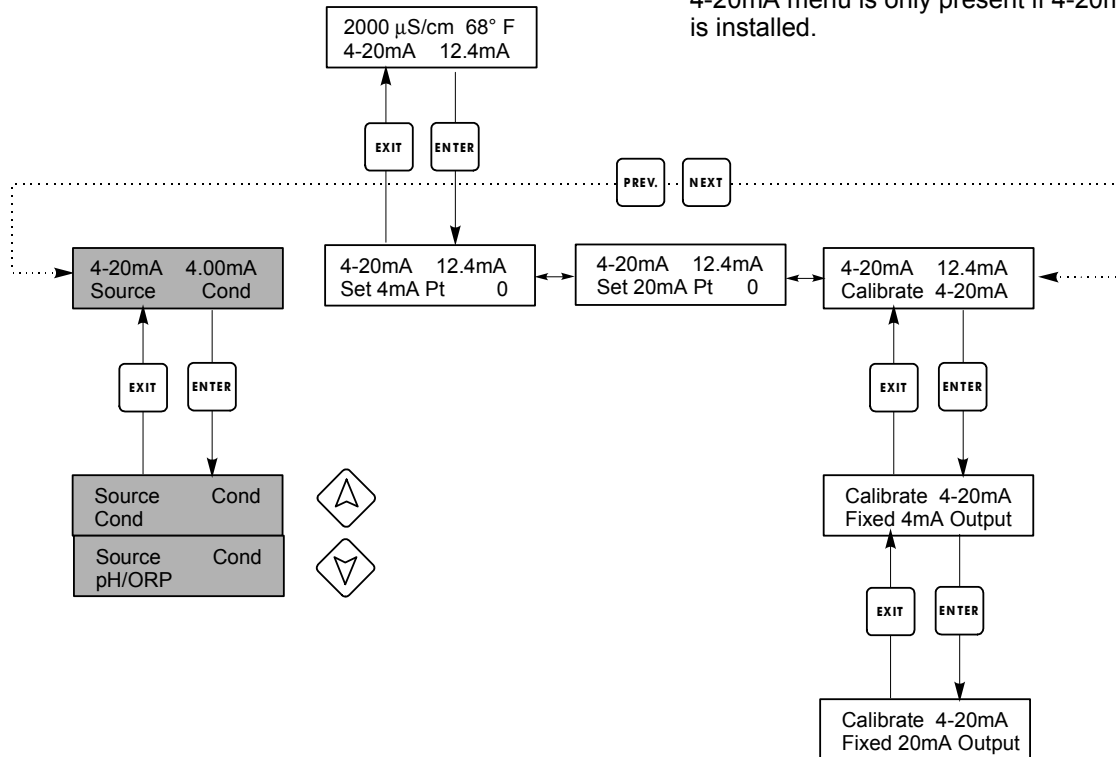 4-20mA menu is only present if 4-20m
is installed.
2000 µS/cm 68° F
4-20mA 12.4mA
EXIT
ENTER
PREV.
NEXT
4-20mA 4.00mA
Source Cond
4-20mA 12.4mA
Set 4mA Pt 0
4-20mA 12.4mA
Set 20mA Pt 0
4-20mA 12.4mA
Calibrate 4-20mA
EXIT
ENTER
EXIT
ENTER
Source Cond
Cond
Source Cond
pH/ORP
Calibrate 4-20mA
Fixed 4mA Output
EXIT
ENTER
Calibrate 4-20mA
Fixed 20mA Output